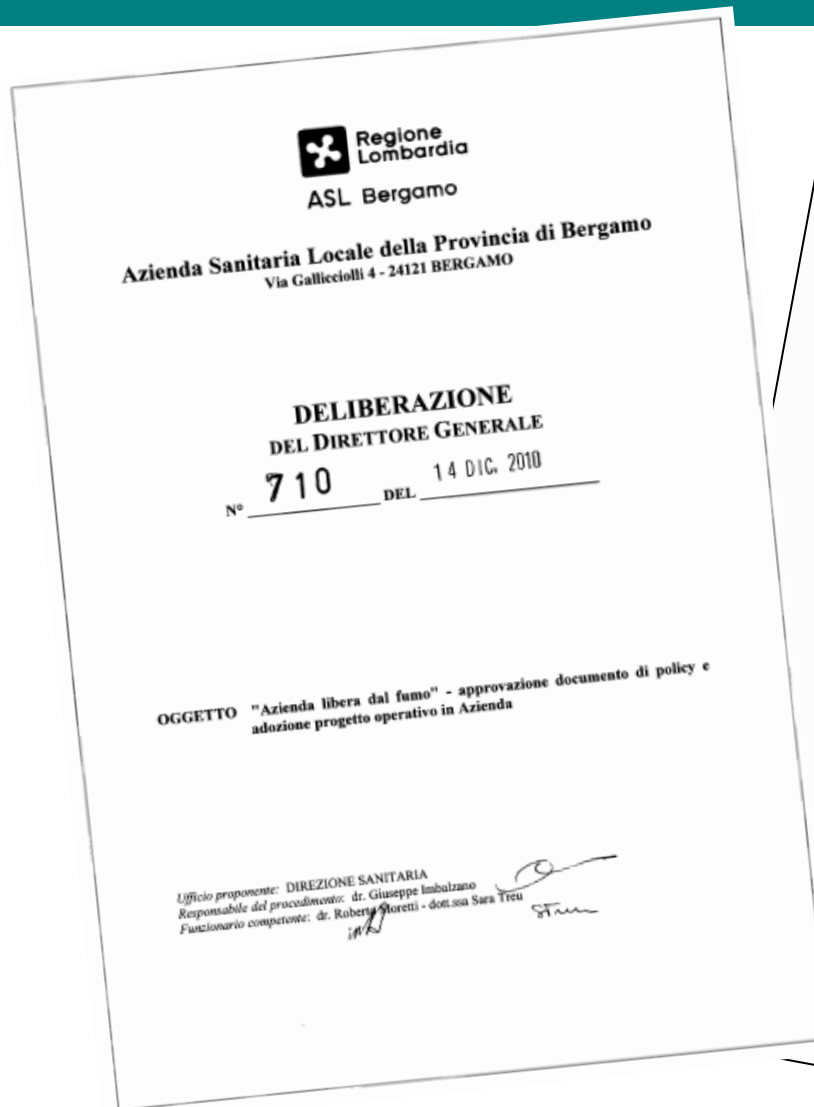 Regione
Lombardia
ASL Bergamo
Azienda Sanitaria Locale della Provincia di Bergamo
Via Gallicciolli 4 - 24121 BERGAMO
DELIBERAZIONE
DEL DIRETTORE GENERALE
N° 710 DEL 14 DIC. 2010
OGGETTO "Azienda libera dal fumo" - approvazione documento di policy e
adozione progetto operativo in Azienda
Ufficio proponente: DIREZIONE SANITARIA
Responsabile del procedimento: dr. Giuseppe Imbalzano
Funzionario competente: dr. Roberto Moretti - dott.ssa Sara Treu